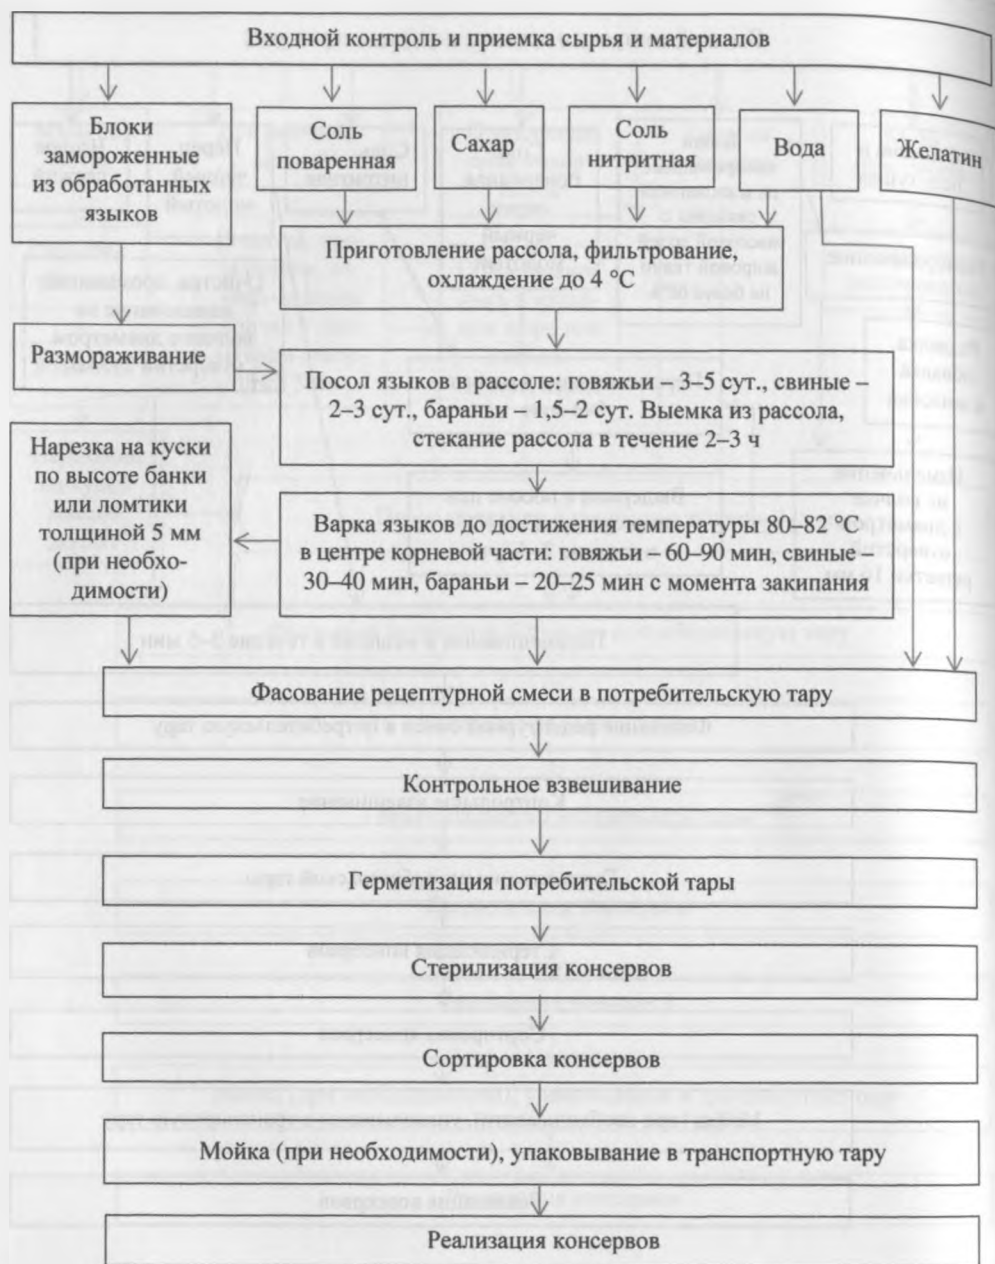 Входной контроль и приемка сырья и материалов
Блоки
замороженные
из обработанных
языков
Соль
поваренная
Сахар
Соль
нитритная
Вода
Желатин
Приготовление рассола, фильтрование,
охлаждение до 4 °С
Размораживание
Посол языков в рассоле: говяжьи – 3–5 сут., свиные –
2–3 сут., бараньи – 1,5–2 сут. Выемка из рассола,
стекание рассола в течение 2–3 ч
Нарезка на куски
по высоте банки
или ломтики
толщиной 5 мм
(при необхо-
димости)
Варка языков до достижения температуры 80–82 °С
в центре корневой части: говяжьи – 60–90 мин, свиные –
30–40 мин, бараньи – 20–25 мин с момента закипания
Фасование рецептурной смеси в потребительскую тару
Контрольное взвешивание
Герметизация потребительской тары
Стерилизация консервов
Сортировка консервов
Мойка (при необходимости), упаковывание в транспортную тару
Реализация консервов